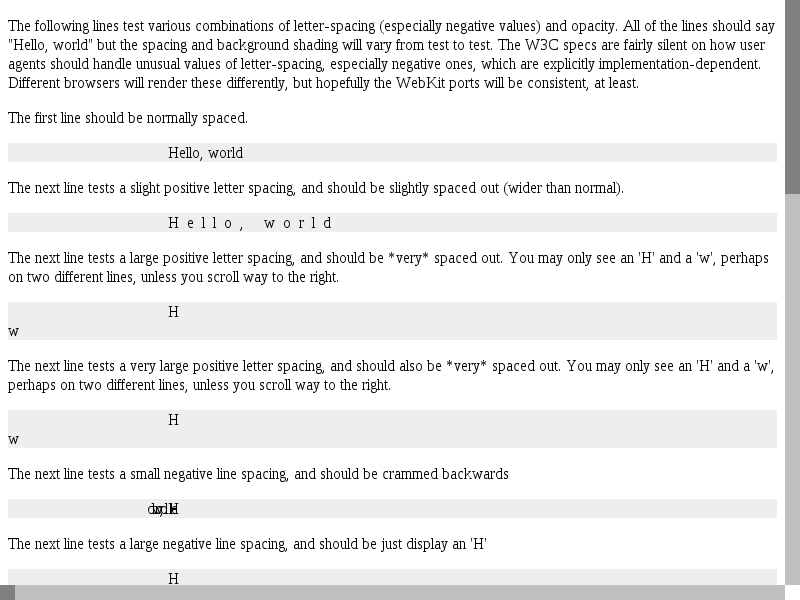 The following lines test various combinations of letter-spacing (especially negative values) and opacity. All of the lines should say
"Hello, world" but the spacing and background shading will vary from test to test. The W3C specs are fairly silent on how user
agents should handle unusual values of letter-spacing, especially negative ones, which are explicitly implementation-dependent.
Different browsers will render these differently, but hopefully the WebKit ports will be consistent, at least.
The first line should be normally spaced.
Hello, world
The next line tests a slight positive letter spacing, and should be slightly spaced out (wider than normal).
H e l l o ,   w o r l d
The next line tests a large positive letter spacing, and should be *very* spaced out. You may only see an 'H' and a 'w', perhaps
on two different lines, unless you scroll way to the right.
H
w
The next line tests a very large positive letter spacing, and should also be *very* spaced out. You may only see an 'H' and a 'w',
perhaps on two different lines, unless you scroll way to the right.
H
w
The next line tests a small negative line spacing, and should be crammed backwards
The next line tests a large negative line spacing, and should be just display an 'H'
H